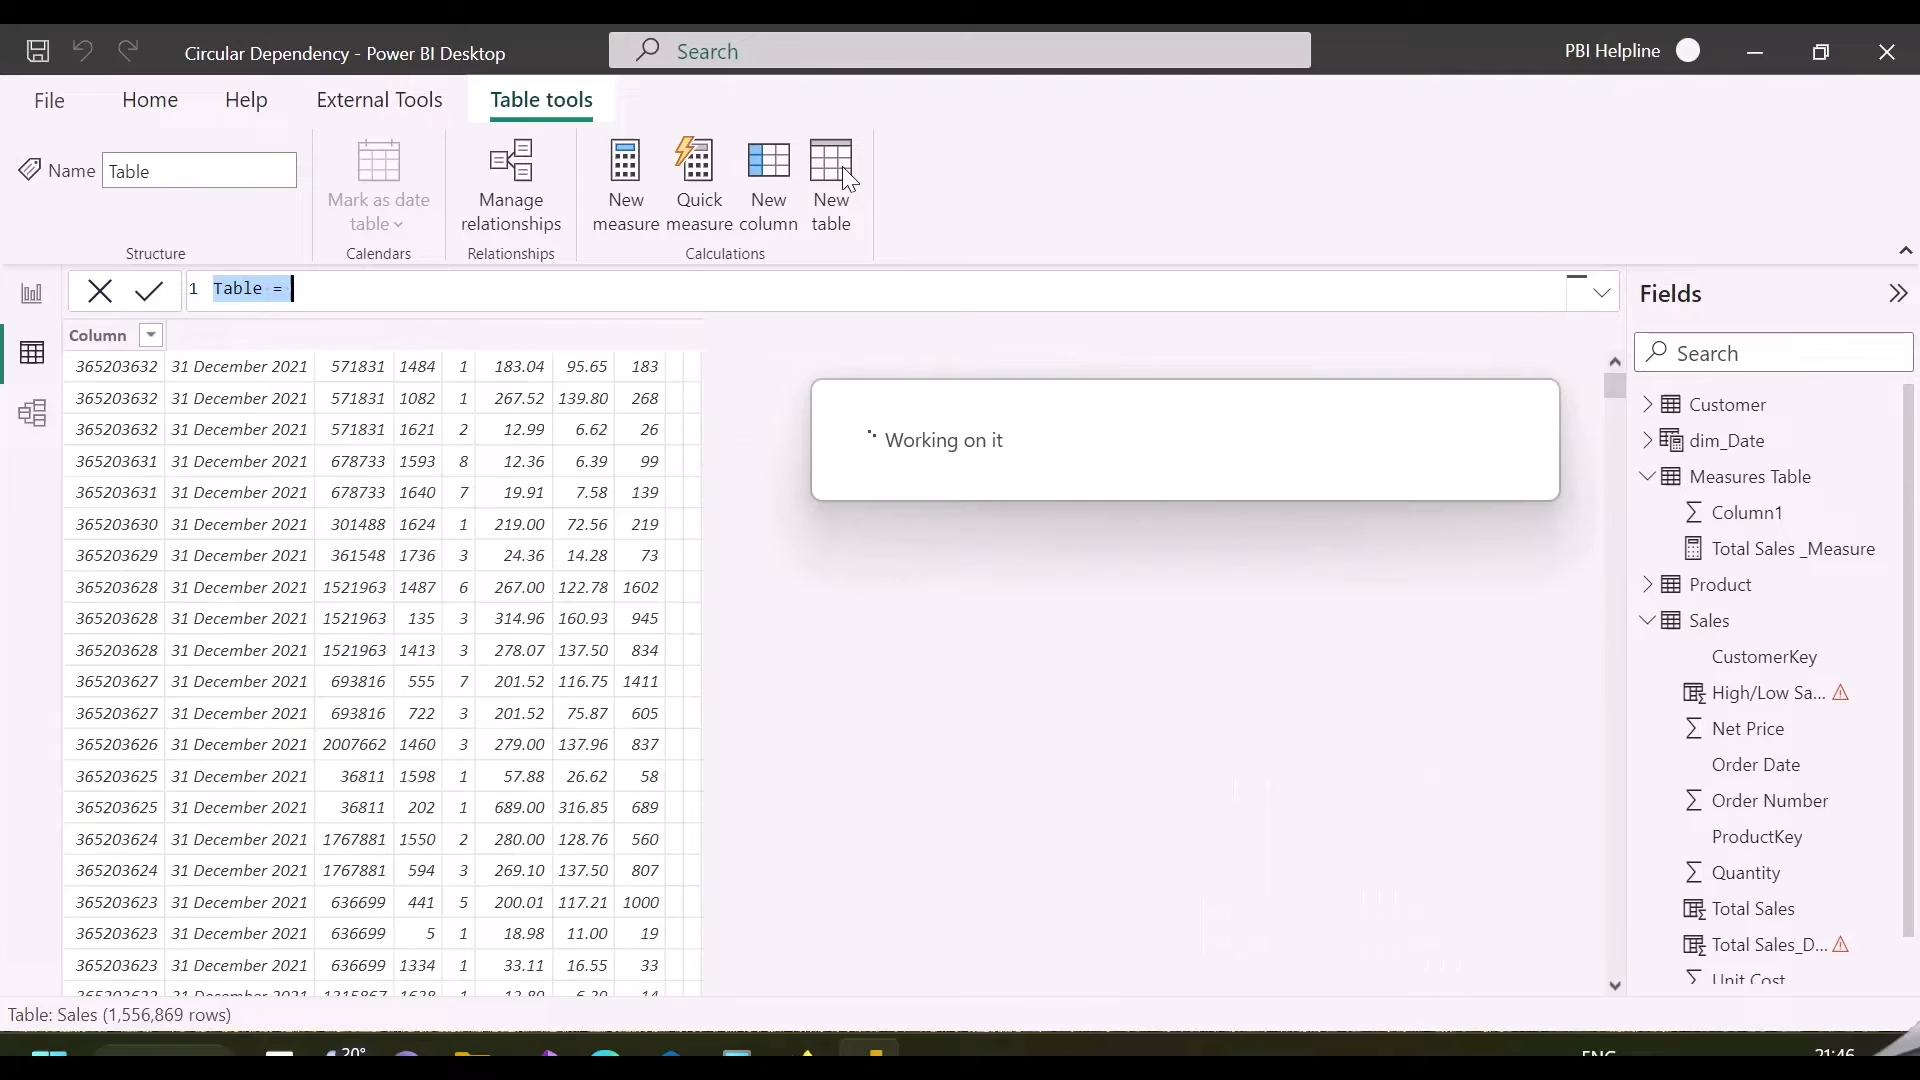 Circular Dependency - Power BI Desktop
Search
PBI Helpline
File
Home
Help
External Tools
Table tools
Name
Table
Mark as date
table
Manage
relationships
New
measure
Quick
measure
New
column
New
table
Structure
Calendars
Relationships
Calculations
1 Table =
Column
365203632 31 December 2021 571831 1484 1 183.04 95.65 183
365203632 31 December 2021 571831 1082 1 267.52 139.80 268
365203632 31 December 2021 571831 1621 2 12.99 6.62 26
365203631 31 December 2021 678733 1593 8 12.36 6.39 99
365203631 31 December 2021 678733 1640 7 19.91 7.58 139
365203630 31 December 2021 301488 1624 1 219.00 72.56 219
365203629 31 December 2021 361548 1736 3 24.36 14.28 73
365203628 31 December 2021 1521963 1487 6 267.00 122.78 1602
365203628 31 December 2021 1521963 135 3 314.96 160.93 945
365203628 31 December 2021 1521963 1413 3 278.07 137.50 834
365203627 31 December 2021 693816 555 7 201.52 116.75 1411
365203627 31 December 2021 693816 722 3 201.52 75.87 605
365203626 31 December 2021 2007662 1460 3 279.00 137.96 837
365203625 31 December 2021 36811 1598 1 57.88 26.62 58
365203625 31 December 2021 36811 202 1 689.00 316.85 689
365203624 31 December 2021 1767881 1550 2 280.00 128.76 560
365203624 31 December 2021 1767881 594 3 269.10 137.50 807
365203623 31 December 2021 636699 441 5 200.01 117.21 1000
365203623 31 December 2021 636699 5 1 18.98 11.00 19
365203623 31 December 2021 636699 1334 1 33.11 16.55 33
Working on it
Fields
Search
Customer
dim_Date
Measures Table
Column1
Total Sales _Measure
Product
Sales
CustomerKey
High/Low Sa...
Net Price
Order Date
Order Number
ProductKey
Quantity
Total Sales
Total Sales_D...
Unit Cost
Table: Sales (1,556,869 rows)
20°
ENG
21:46